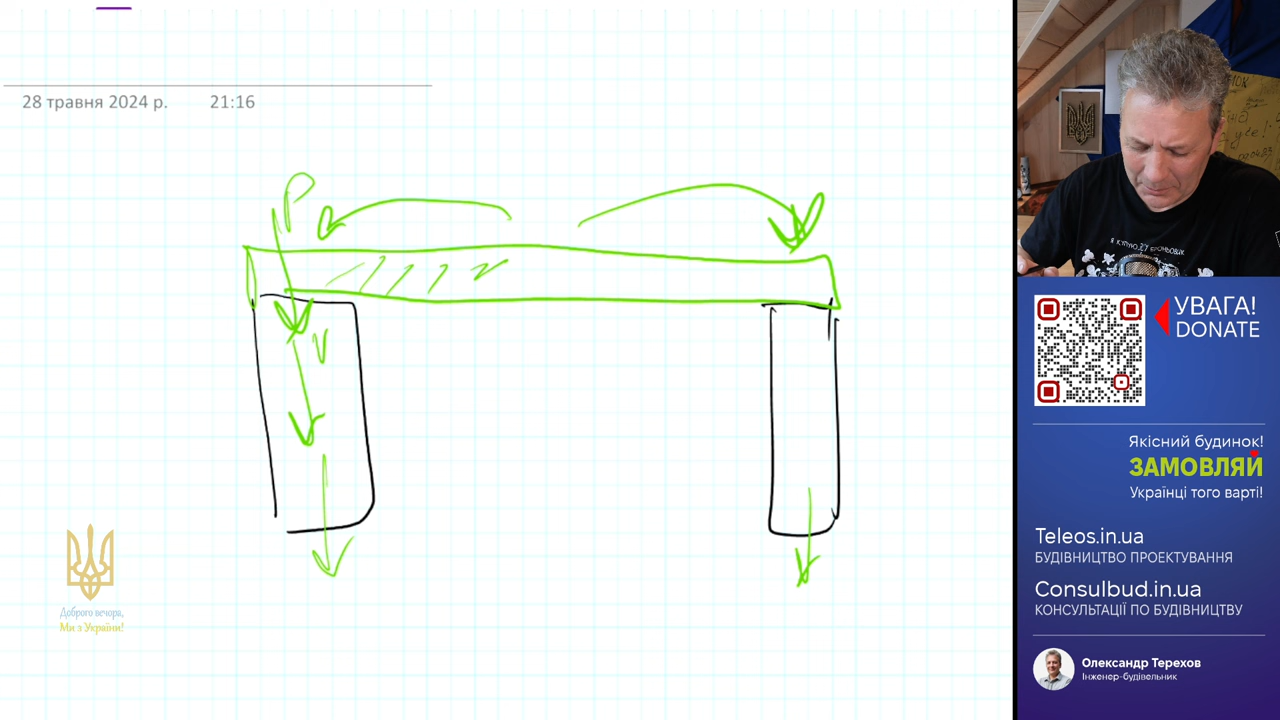 28 травня 2024 р. 21:16
P
v
Доброго вечора,
Ми з України!
УВАГА!
DONATE
Якісний будинок!
ЗАМОВЛЯЙ
Українці того варті!
Teleos.in.ua
БУДІВНИЦТВО ПРОЕКТУВАННЯ
Consulbud.in.ua
КОНСУЛЬТАЦІЇ ПО БУДІВНИЦТВУ
Олександр Терехов
Інженер-будівельник